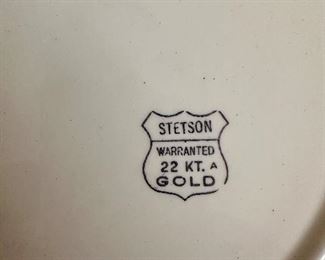 STETSON
WARRANTED
22 KT. A
GOLD